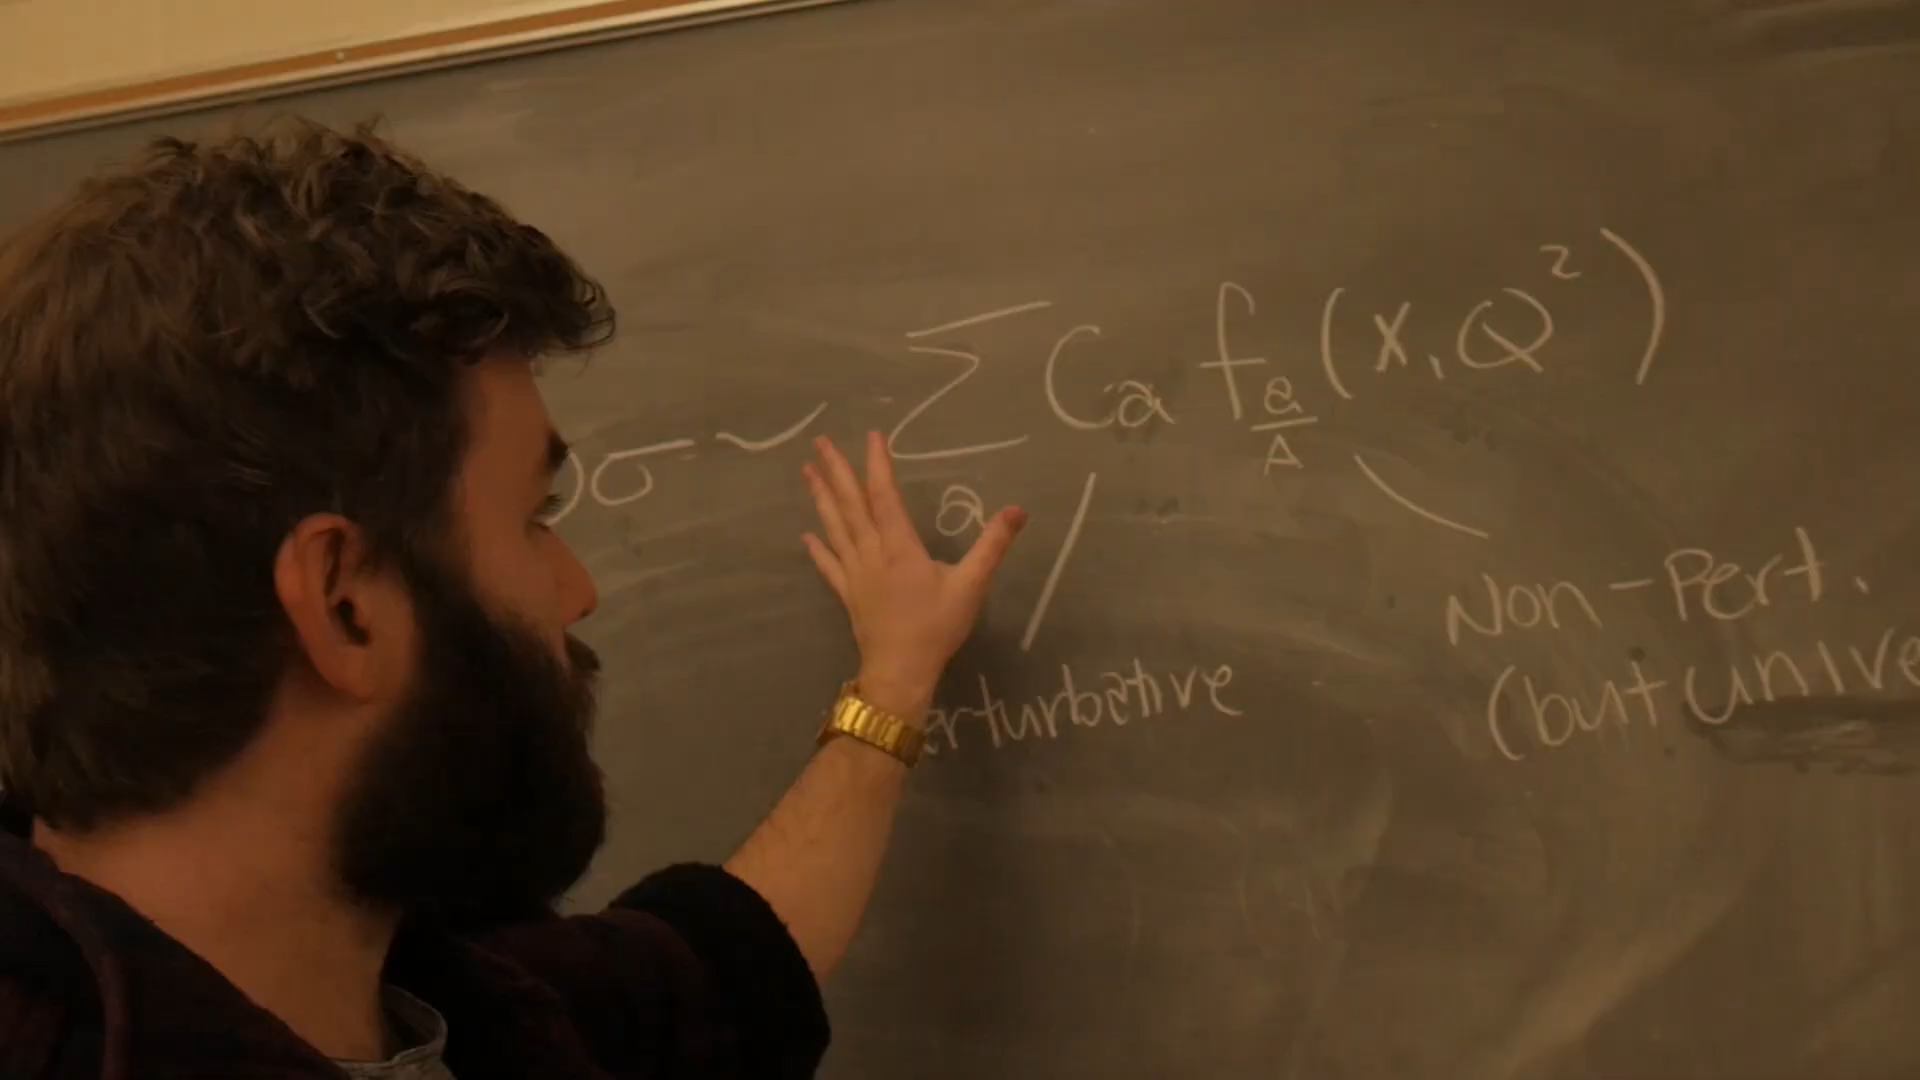 σ ~ Σ Ca f a/A (x, Q²)
a
erturbative
Non-Pert.
(but unive